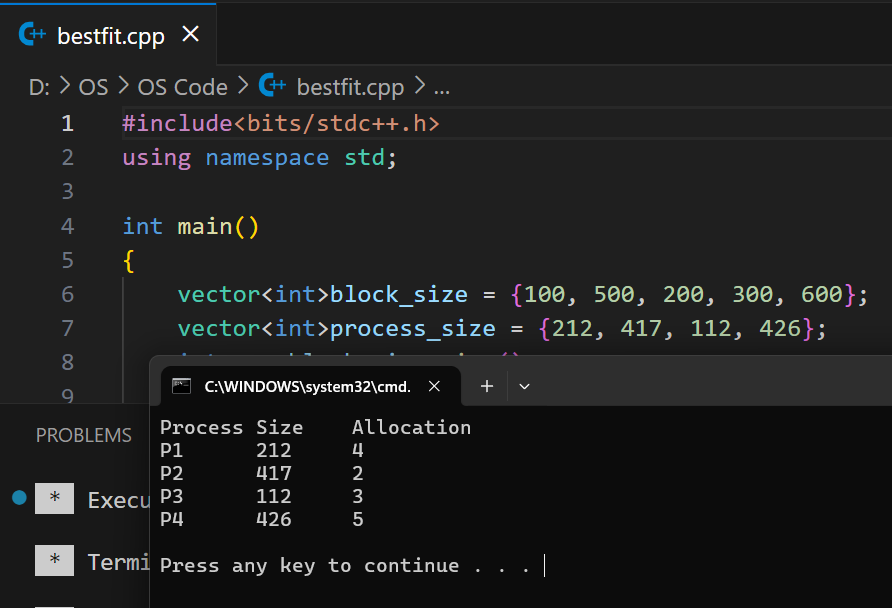 bestfit.cpp
D: > OS > OS Code > bestfit.cpp > ...
1 #include<bits/stdc++.h>
2 using namespace std;
3
4 int main()
5 {
6 vector<int>block_size = {100, 500, 200, 300, 600};
7 vector<int>process_size = {212, 417, 112, 426};
8
9
C:\WINDOWS\system32\cmd.
PROBLEMS
* Execu
* Termi
Process Size Allocation
P1 212 4
P2 417 2
P3 112 3
P4 426 5
Press any key to continue . . .